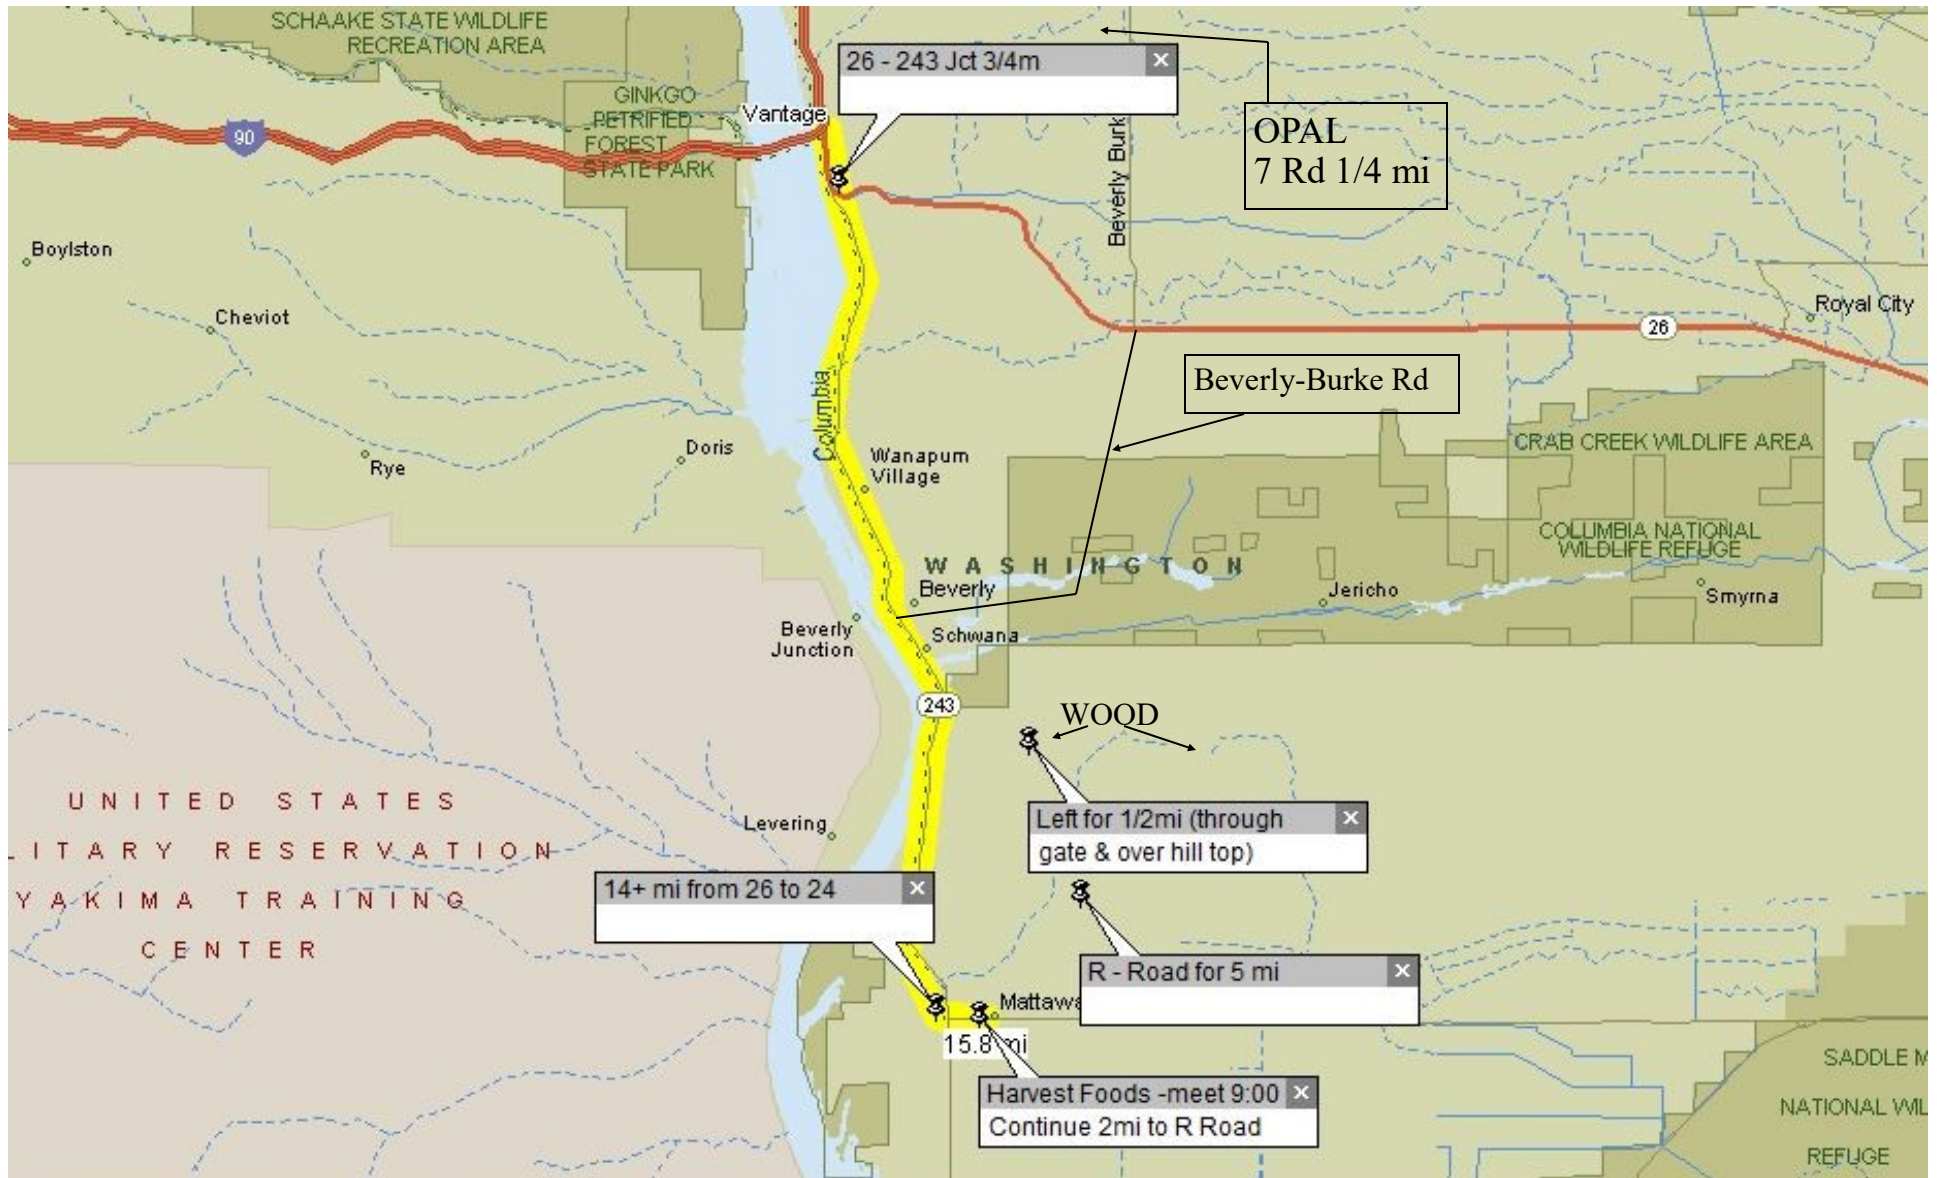 SCHAAKE STATE WILDLIFE
RECREATION AREA
26 - 243 Jct 3/4m
GINKGO
PETRIFIED
FOREST
STATE PARK
Vantage
90
OPAL
7 Rd 1/4 mi
Beverly Burk
Boylston
Cheviot
Royal City
26
Beverly-Burke Rd
Columbia
Rye
Doris
Wanapum
Village
CRAB CREEK WILDLIFE AREA
COLUMBIA NATIONAL
WILDLIFE REFUGE
WASHINGTON
Beverly
Jericho
Smyrna
Beverly
Junction
Schwana
243
WOOD
UNITED STATES
LITARY RESERVATION
YAKIMA TRAINING
CENTER
Levering
Left for 1/2mi (through
gate & over hill top)
14+ mi from 26 to 24
R - Road for 5 mi
Mattawa
15.8 mi
Harvest Foods -meet 9:00
Continue 2mi to R Road
SADDLE M
NATIONAL WIL
REFUGE